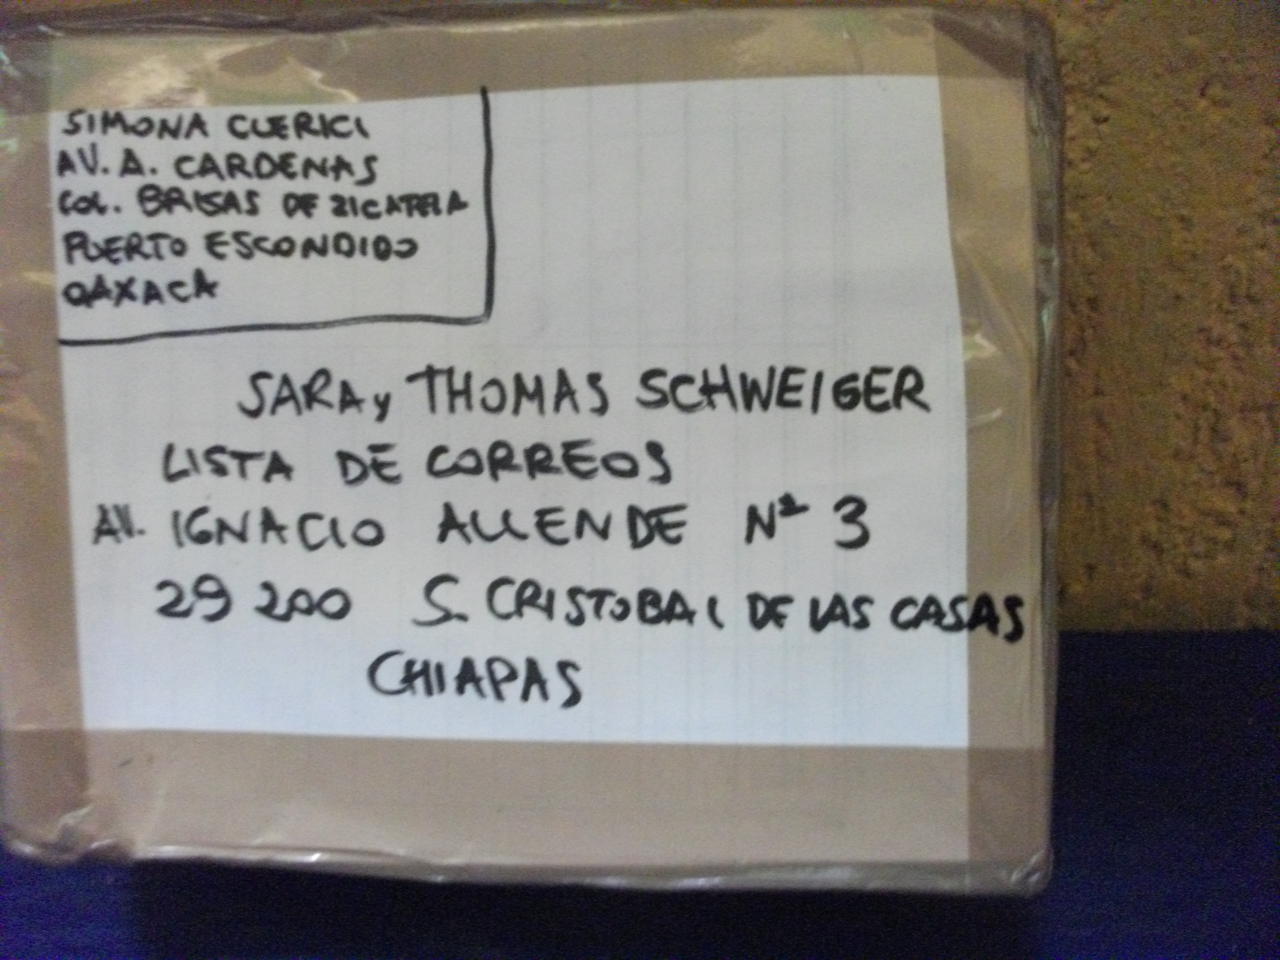 SIMONA CLERICI
AV. A. CARDENAS
COL. BRISAS DE ZICATELA
PUERTO ESCONDIDO
OAXACA
SARA y THOMAS SCHWEIGER
LISTA DE CORREOS
AV. IGNACIO ALLENDE Nº 3
29 200 S. CRISTOBAL DE LAS CASAS
CHIAPAS